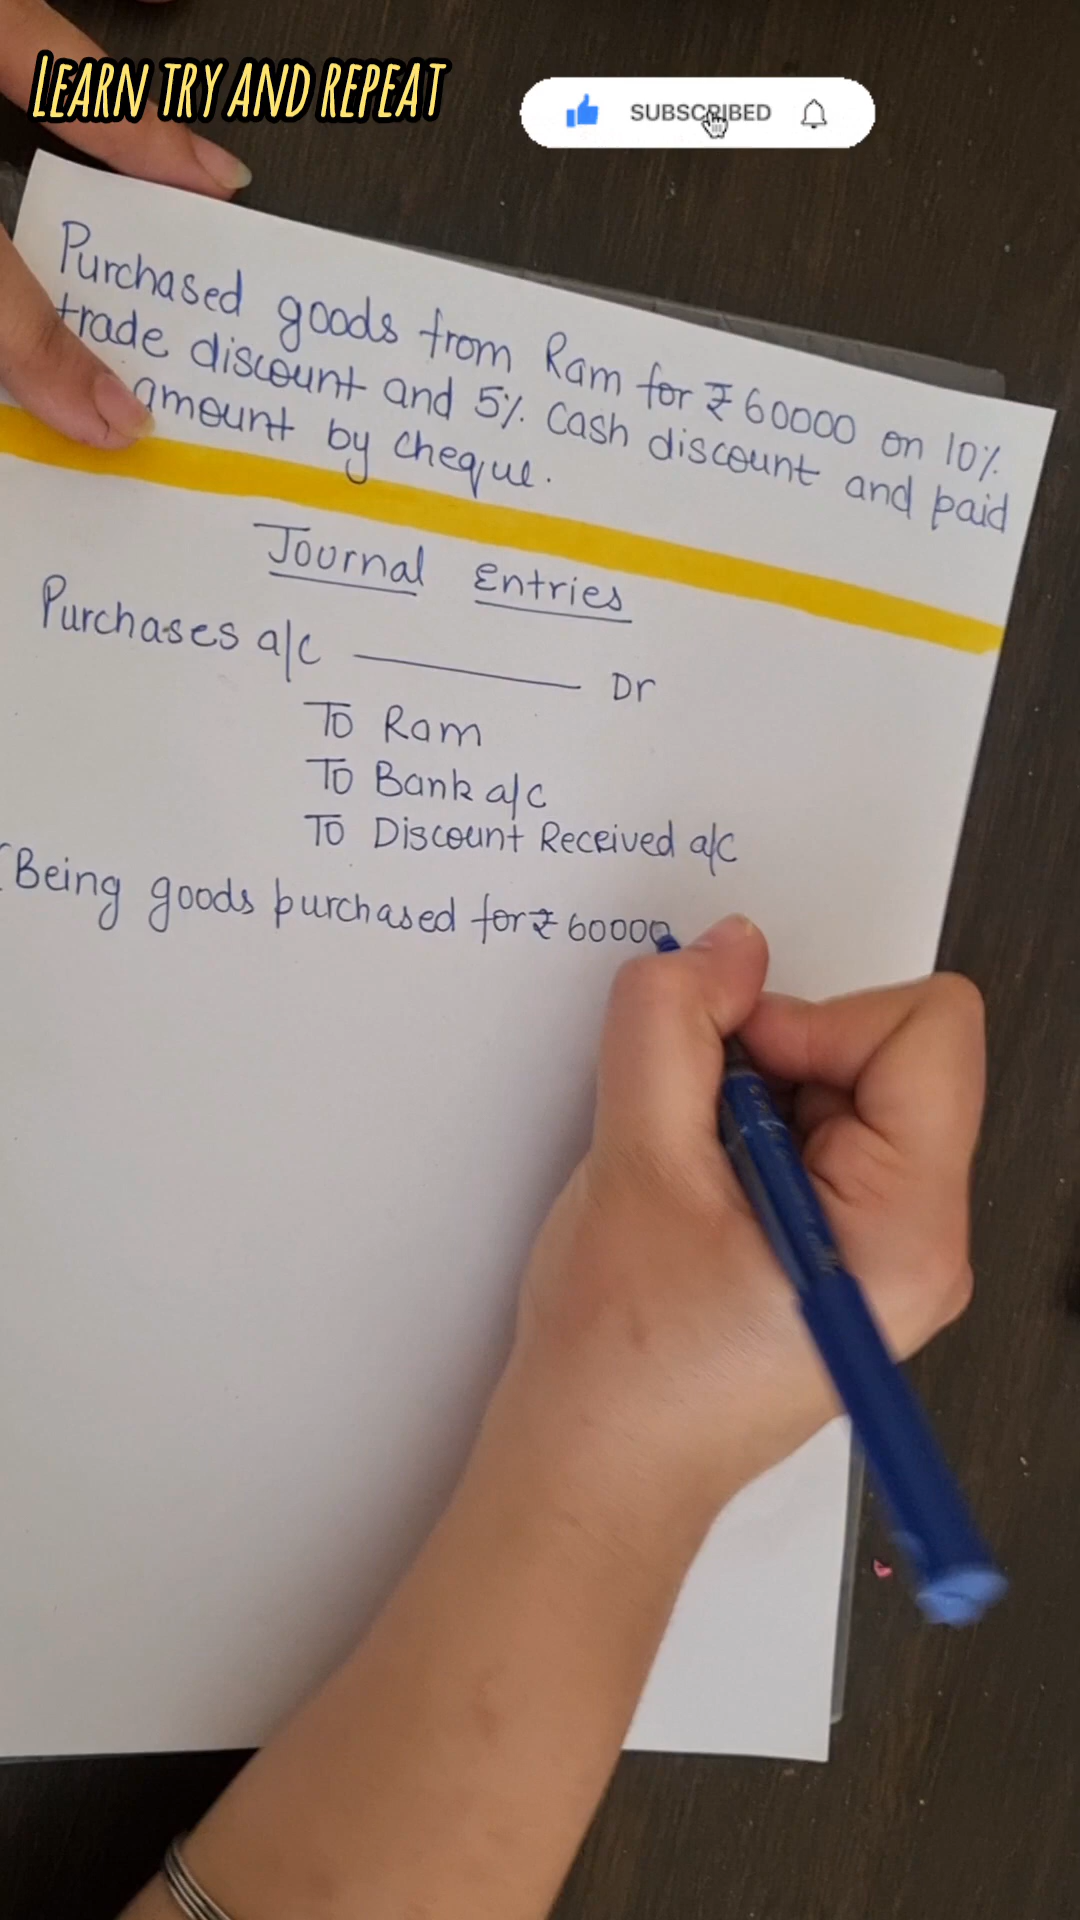 LEARN TRY AND REPEAT
SUBSCRIBED
Purchased goods from Ram for ₹ 60000 on 10%
trade discount and 5% Cash discount and paid
amount by cheque.
Journal Entries
Purchases a/c ———— Dr
To Ram
To Bank a/c
To Discount Received a/c
(Being goods purchased for ₹ 60000